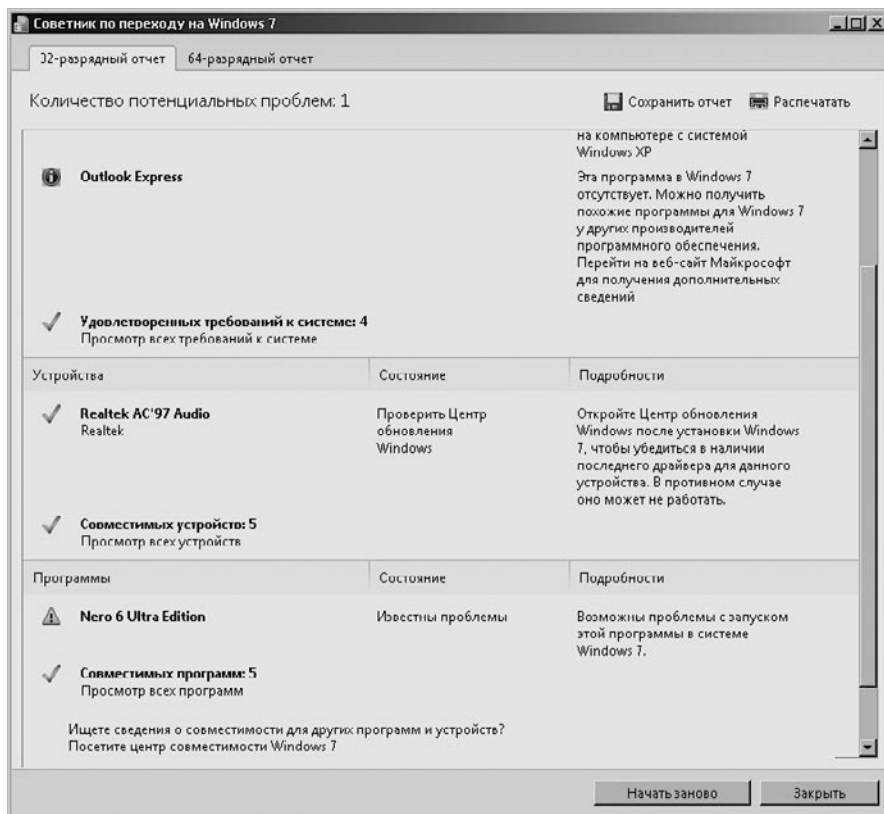 Советник по переходу на Windows 7
32-разрядный отчет
64-разрядный отчет
Количество потенциальных проблем: 1
Сохранить отчет
Распечатать
на компьютере с системой
Windows XP
Outlook Express
Эта программа в Windows 7
отсутствует. Можно получить
похожие программы для Windows 7
у других производителей
программного обеспечения.
Перейти на веб-сайт Майкрософт
для получения дополнительных
сведений
Удовлетворенных требований к системе: 4
Просмотр всех требований к системе
Устройства
Состояние
Подробности
Realtek AC'97 Audio
Realtek
Проверить Центр
обновления
Windows
Откройте Центр обновления
Windows после установки Windows
7, чтобы убедиться в наличии
последнего драйвера для данного
устройства. В противном случае
оно может не работать.
Совместимых устройств: 5
Просмотр всех устройств
Программы
Состояние
Подробности
Nero 6 Ultra Edition
Известны проблемы
Возможны проблемы с запуском
этой программы в системе
Windows 7.
Совместимых программ: 5
Просмотр всех программ
Ищете сведения о совместимости для других программ и устройств?
Посетите центр совместимости Windows 7
Начать заново
Закрыть